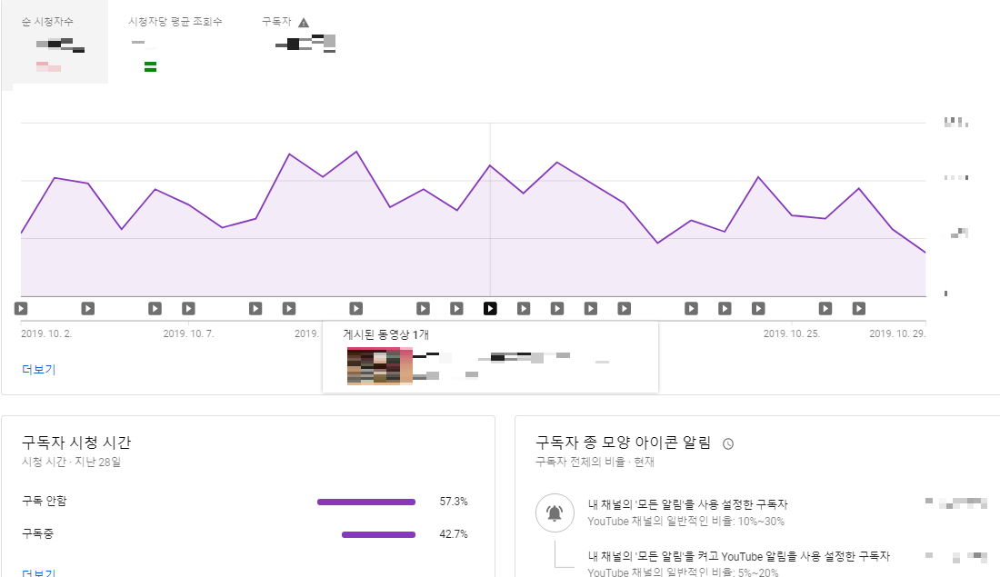 순 시청자수
시청자당 평균 조회수
구독자
2019. 10. 2.
2019. 10. 7.
2019.
2019. 10. 25.
2019. 10. 29.
게시된 동영상 1개
더보기
구독자 시청 시간
시청 시간 · 지난 28일
구독 안함
57.3%
구독중
42.7%
더보기
구독자 종 모양 아이콘 알림
구독자 전체의 비율 · 현재
내 채널의 '모든 알림'을 사용 설정한 구독자
YouTube 채널의 일반적인 비율: 10%~30%
내 채널의 '모든 알림'을 켜고 YouTube 알림을 사용 설정한 구독자
YouTube 채널의 일반적인 비율: 5%~20%